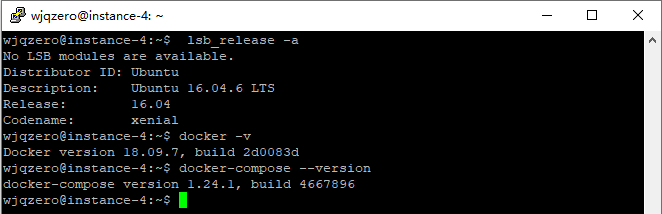 wjqzero@instance-4: ~
wjqzero@instance-4:~$  lsb_release -a
No LSB modules are available.
Distributor ID: Ubuntu
Description:    Ubuntu 16.04.6 LTS
Release:        16.04
Codename:       xenial
wjqzero@instance-4:~$ docker -v
Docker version 18.09.7, build 2d0083d
wjqzero@instance-4:~$ docker-compose --version
docker-compose version 1.24.1, build 4667896
wjqzero@instance-4:~$